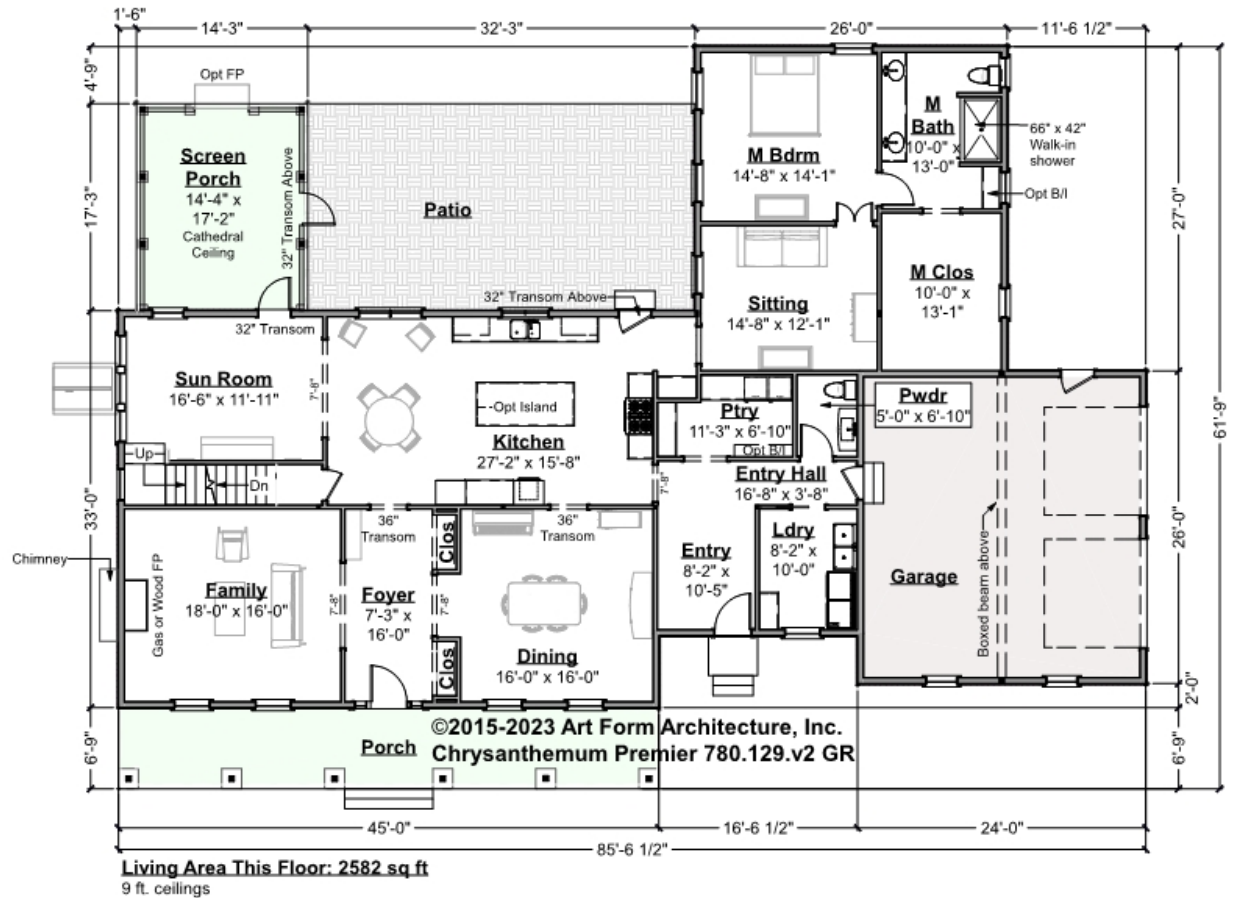 1'-6"
14'-3"
32'-3"
26'-0"
11'-6 1/2"
4'-9"
17'-3"
33'-0"
6'-9"
27'-0"
61'-9"
26'-0"
2'-0"
6'-9"
Opt FP
Screen
Porch
14'-4" x
17'-2"
Cathedral
Ceiling
32" Transom Above
Patio
M Bdrm
14'-8" x 14'-1"
M
Bath
10'-0" x
13'-0"
66" x 42"
Walk-in
shower
Opt B/I
M Clos
10'-0" x
13'-1"
Sitting
14'-8" x 12'-1"
32" Transom Above
32" Transom
Sun Room
16'-6" x 11'-11"
7'-8"
Opt Island
Kitchen
27'-2" x 15'-8"
Ptry
11'-3" x 6'-10"
Opt B/I
Pwdr
5'-0" x 6'-10"
Up
Dn
Entry Hall
16'-8" x 3'-8"
7'-8"
36"
Transom
36"
Transom
Clos
Chimney
Gas or Wood FP
Family
18'-0" x 16'-0"
7'-8"
Foyer
7'-3" x
16'-0"
7'-8"
Clos
Dining
16'-0" x 16'-0"
Entry
8'-2" x
10'-5"
Ldry
8'-2" x
10'-0"
Garage
Boxed beam above
Porch
©2015-2023 Art Form Architecture, Inc.
Chrysanthemum Premier 780.129.v2 GR
45'-0"
16'-6 1/2"
24'-0"
85'-6 1/2"
Living Area This Floor: 2582 sq ft
9 ft. ceilings